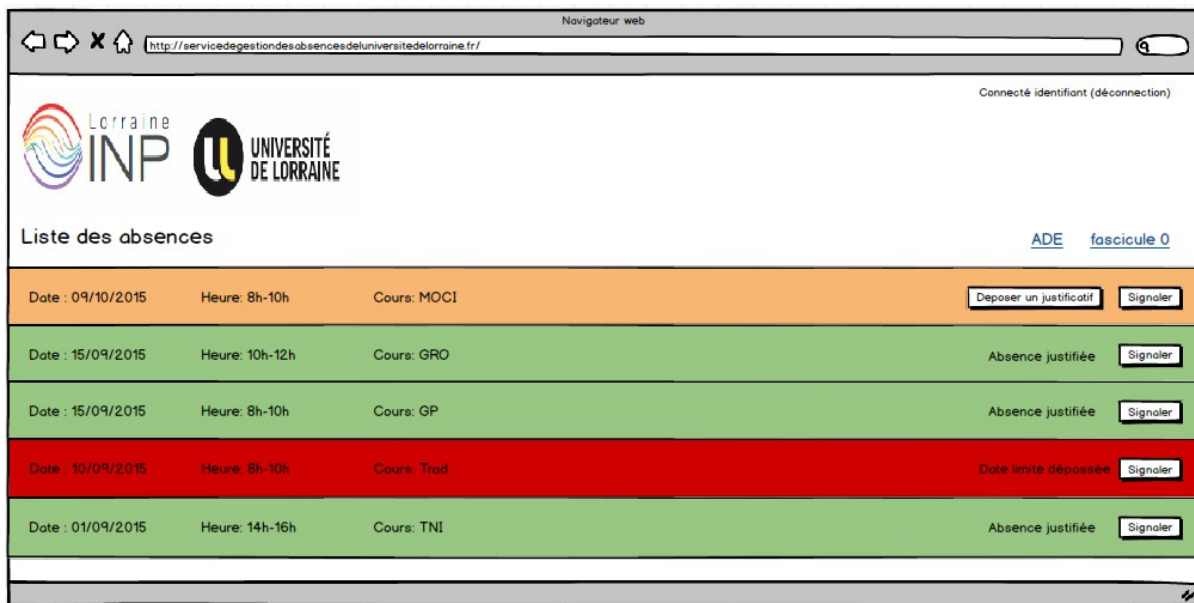 Navigateur web
http://servicedegestiondesabsencesdeluniversitedelorraine.fr/
Connecté identifiant (déconnection)
Lorraine
INP
UNIVERSITÉ
DE LORRAINE
Liste des absences ADE fascicule 0
Date : 09/10/2015 Heure: 8h-10h Cours: MOCI Deposer un justificatif Signaler
Date : 15/09/2015 Heure: 10h-12h Cours: GRO Absence justifiée Signaler
Date : 15/09/2015 Heure: 8h-10h Cours: GP Absence justifiée Signaler
Date : 10/09/2015 Heure: 8h-10h Cours: Trad Date limite dépassée Signaler
Date : 01/09/2015 Heure: 14h-16h Cours: TNI Absence justifiée Signaler